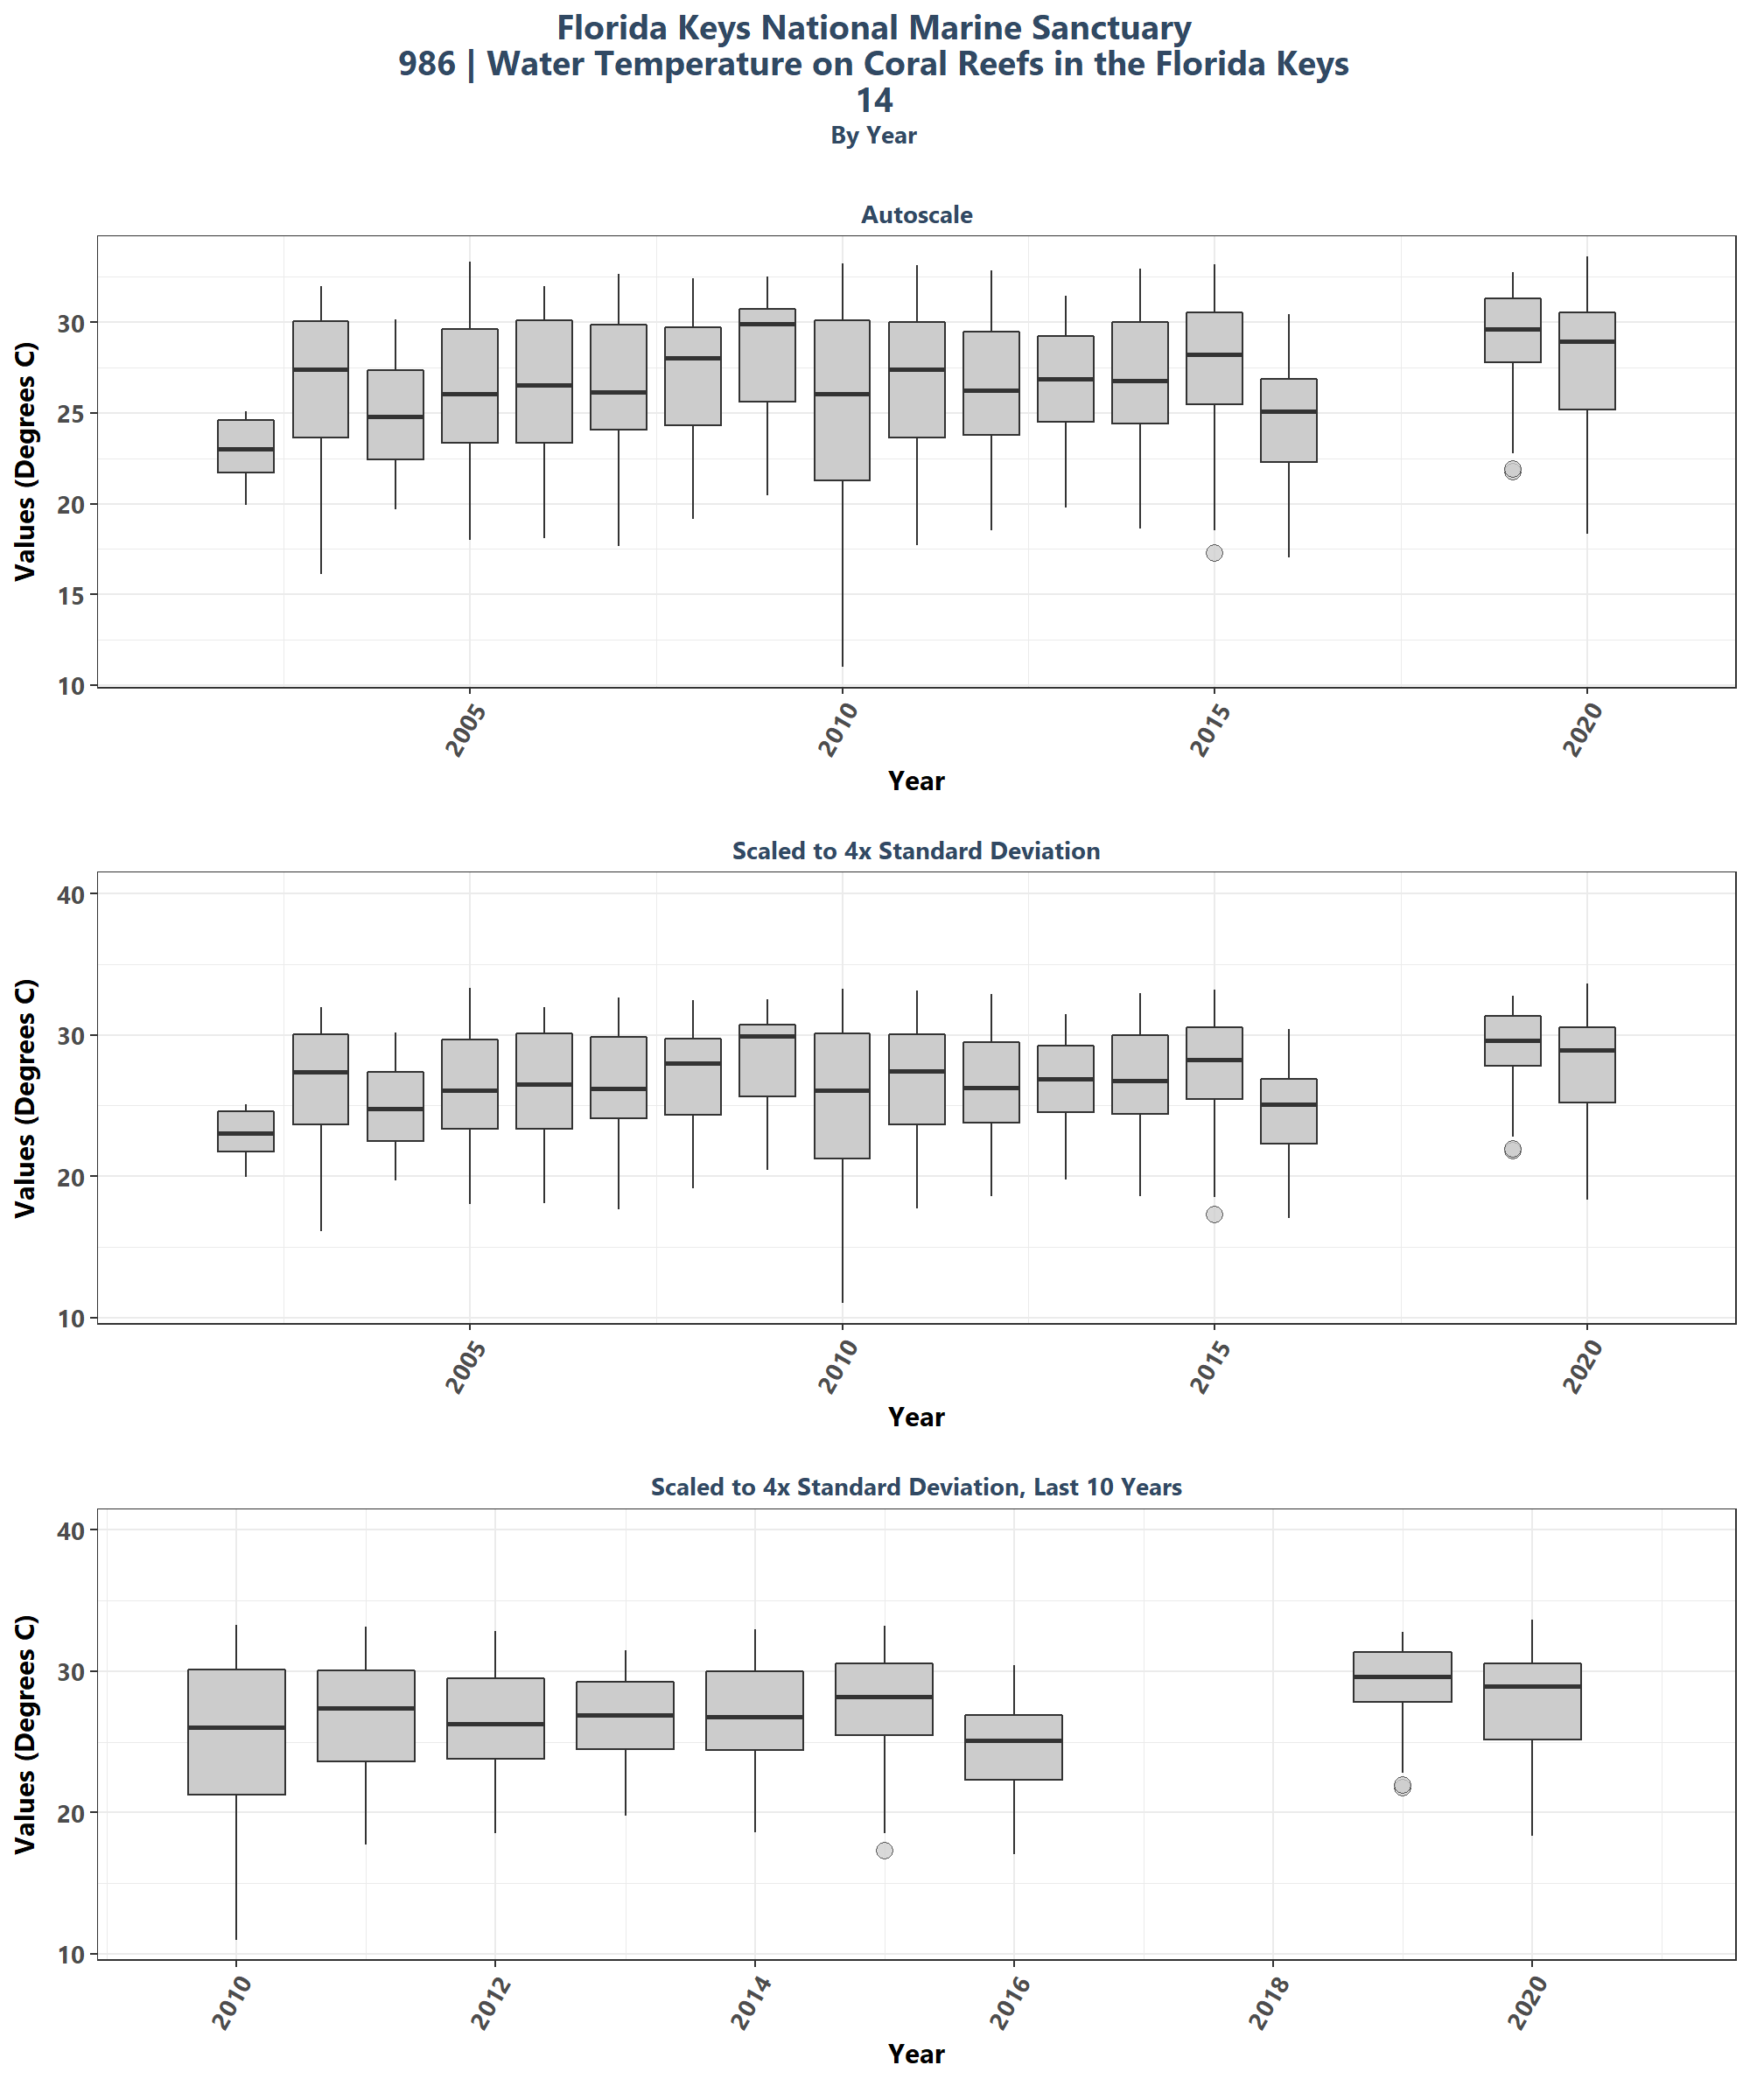 Florida Keys National Marine Sanctuary
986 | Water Temperature on Coral Reefs in the Florida Keys
14
By Year
Autoscale
Values (Degrees C)
30
25
20
15
10
2005
2010
2015
2020
Year
Scaled to 4x Standard Deviation
Values (Degrees C)
40
30
20
10
2005
2010
2015
2020
Year
Scaled to 4x Standard Deviation, Last 10 Years
Values (Degrees C)
40
30
20
10
2010
2012
2014
2016
2018
2020
Year